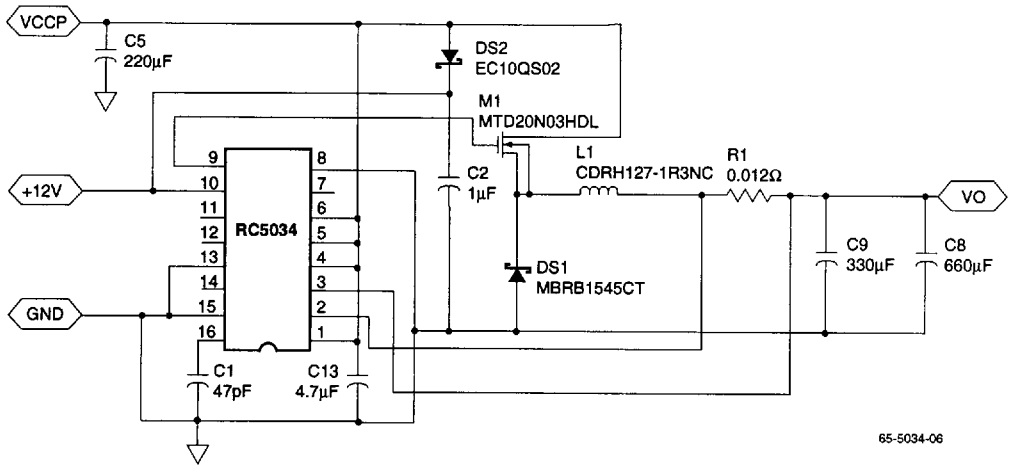 VCCP
C5
220µF
DS2
EC10QS02
M1
MTD20N03HDL
+12V
9
10
11
12
13
14
15
16
RC5034
8
7
6
5
4
3
2
1
C2
1µF
L1
CDRH127-1R3NC
R1
0.012Ω
VO
DS1
MBRB1545CT
C9
330µF
C8
660µF
GND
C1
47pF
C13
4.7µF
65-5034-06